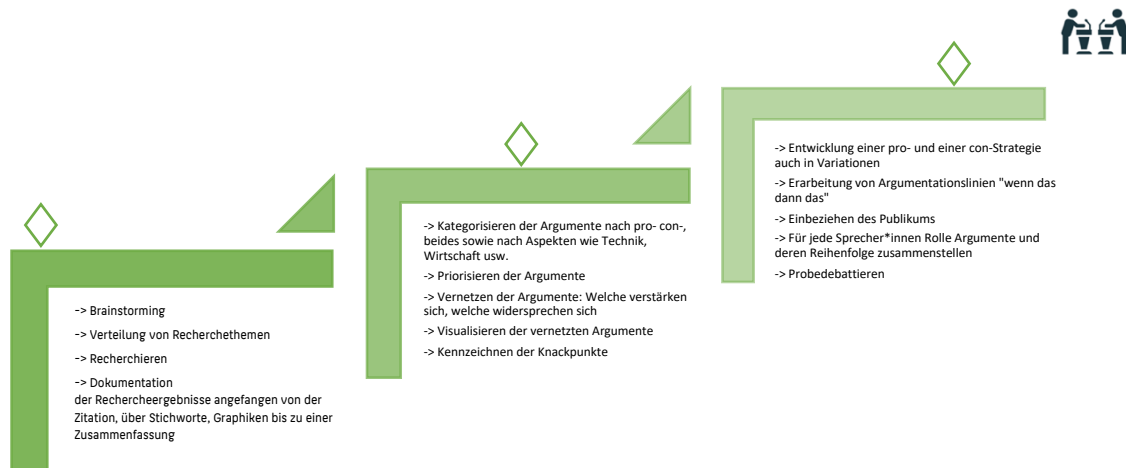 -> Brainstorming
-> Verteilung von Recherchethemen
-> Recherchieren
-> Dokumentation
der Rechercheergebnisse angefangen von der
Zitation, über Stichworte, Graphiken bis zu einer
Zusammenfassung
-> Kategorisieren der Argumente nach pro- con-,
beides sowie nach Aspekten wie Technik,
Wirtschaft usw.
-> Priorisieren der Argumente
-> Vernetzen der Argumente: Welche verstärken
sich, welche widersprechen sich
-> Visualisieren der vernetzten Argumente
-> Kennzeichnen der Knackpunkte
-> Entwicklung einer pro- und einer con-Strategie
auch in Variationen
-> Erarbeitung von Argumentationslinien "wenn das
dann das"
-> Einbeziehen des Publikums
-> Für jede Sprecher*innen Rolle Argumente und
deren Reihenfolge zusammenstellen
-> Probedebattieren